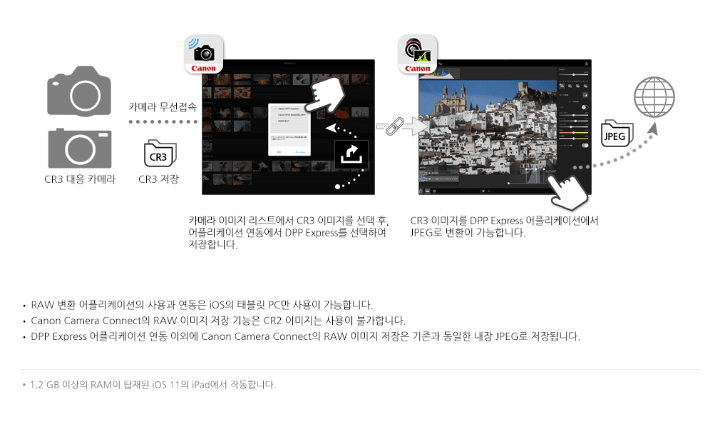 Canon
Canon
카메라 무선접속
CR3
JPEG
CR3 대응 카메라
CR3 저장
카메라 이미지 리스트에서 CR3 이미지를 선택 후,
어플리케이션 연동에서 DPP Express를 선택하여
저장합니다.
CR3 이미지를 DPP Express 어플리케이션에서
JPEG로 변환이 가능합니다.
• RAW 변환 어플리케이션의 사용과 연동은 iOS의 태블릿 PC만 사용이 가능합니다.
• Canon Camera Connect의 RAW 이미지 저장 기능은 CR2 이미지는 사용이 불가합니다.
• DPP Express 어플리케이션 연동 이외에 Canon Camera Connect의 RAW 이미지 저장은 기존과 동일한 내장 JPEG로 저장됩니다.
* 1.2 GB 이상의 RAM이 탑재된 iOS 11의 iPad에서 작동합니다.